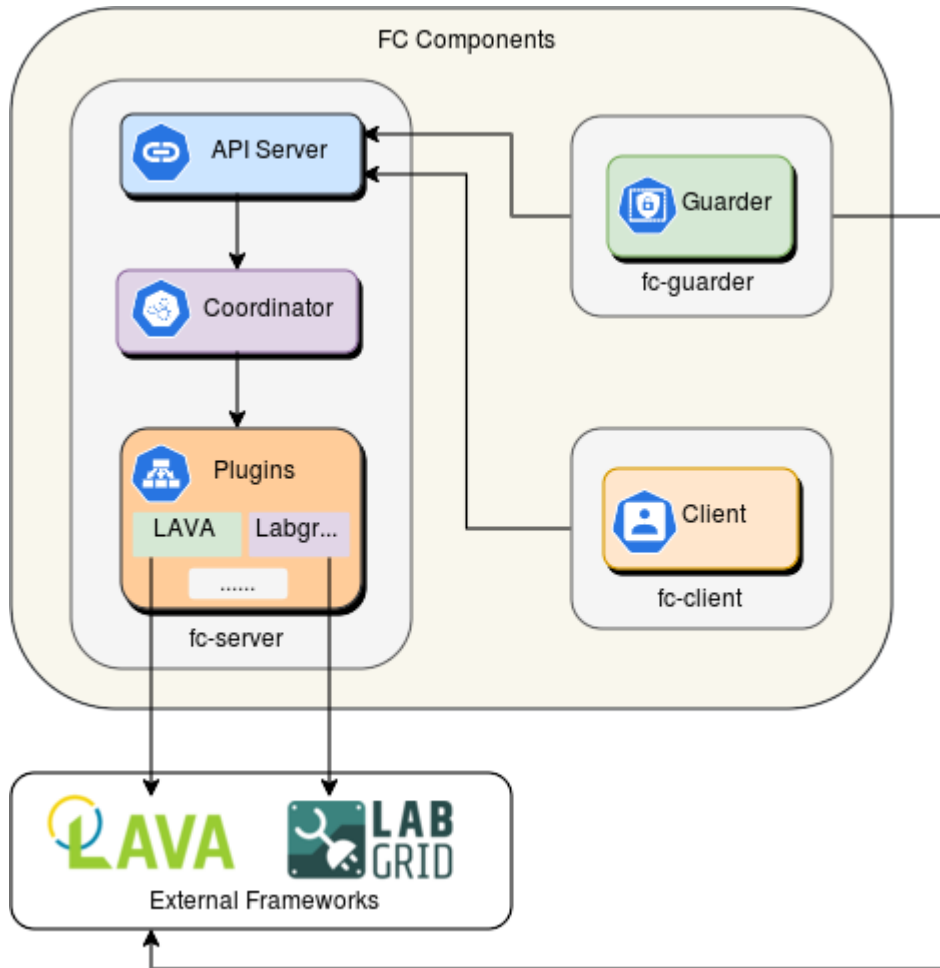 FC Components
API Server
Coordinator
Plugins
LAVA
Labgr...
......
fc-server
Guarder
fc-guarder
Client
fc-client
LAVA
LAB
GRID
External Frameworks